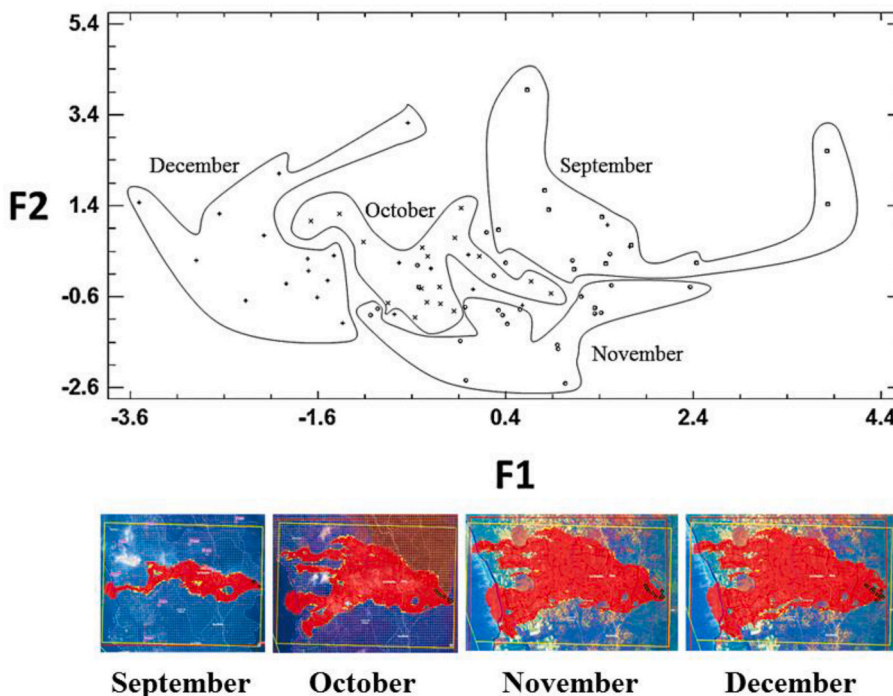 5.4
3.4
1.4
-0.6
-2.6
F2
December
October
September
November
-3.6 -1.6 0.4 2.4 4.4
F1
September October November December